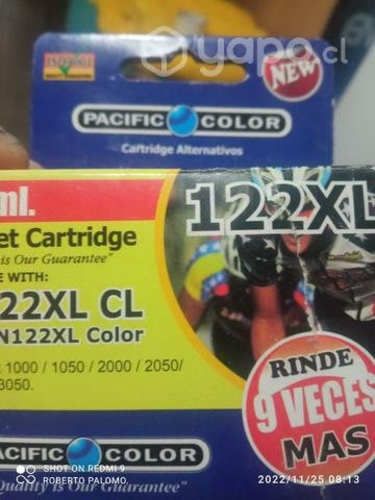 yapo.cl
NEW
PACIFIC COLOR
Cartridge Alternativos
ml.
122XL
et Cartridge
is Our Guarantee"
E WITH:
22XL CL
N122XL Color
1000 / 1050 / 2000 / 2050/
3050.
RINDE
9 VECES
MAS
PACIFIC COLOR
Quality is Our Guarantee"
SHOT ON REDMI 9
ROBERTO PALOMO
2022/11/25 08:13